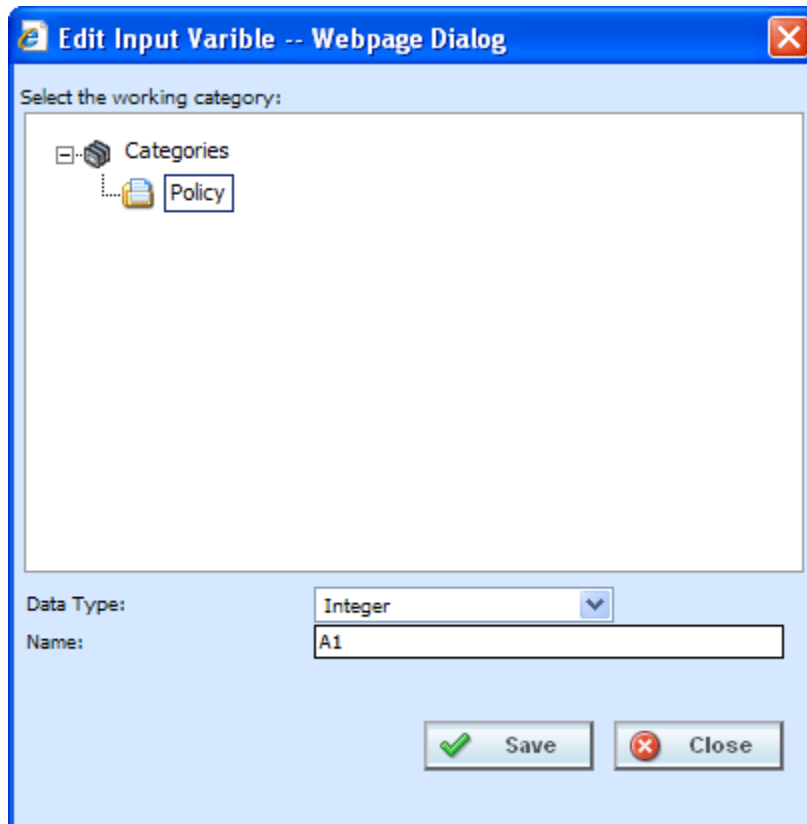 Edit Input Varible -- Webpage Dialog
Select the working category:
Categories
Policy
Data Type: Integer
Name: A1
Save Close